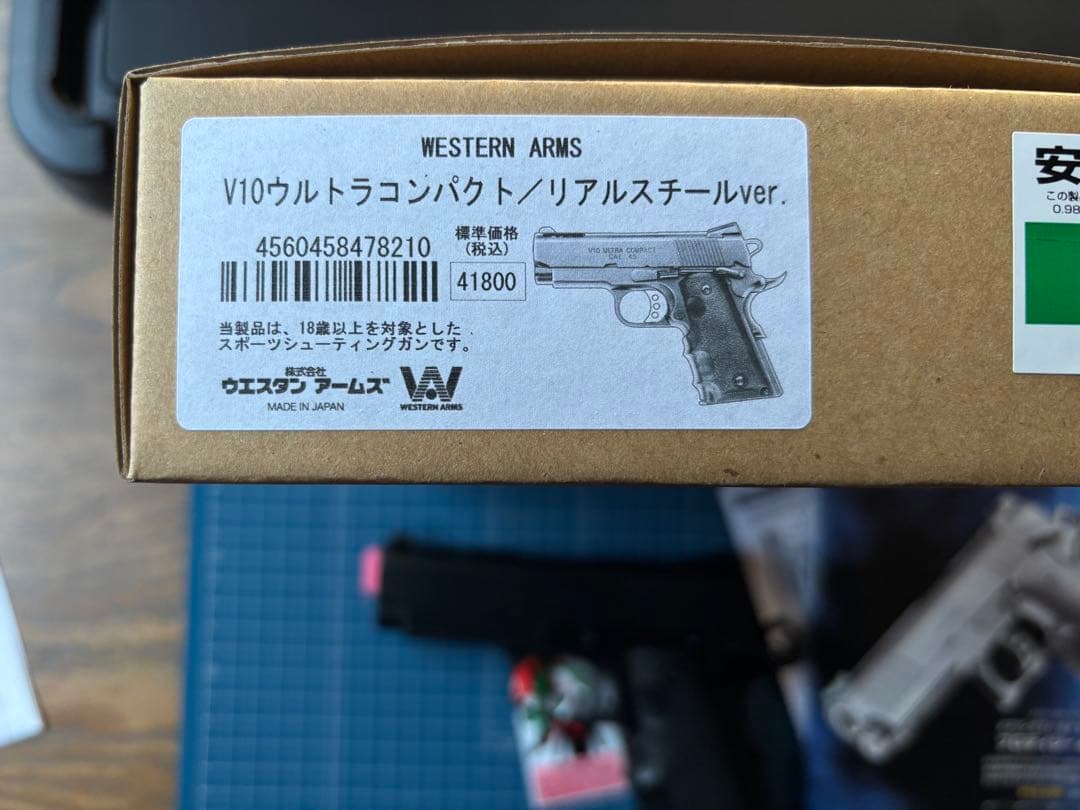 WESTERN ARMS
V10ウルトラコンパクト／リアルスチールver.
4560458478210
標準価格
(税込)
41800
V10 ULTRA COMPACT
CAL .45
当製品は、18歳以上を対象とした
スポーツシューティングガンです。
株式会社
ウエスタン アームズ
MADE IN JAPAN
WESTERN ARMS
安
この製
0.98